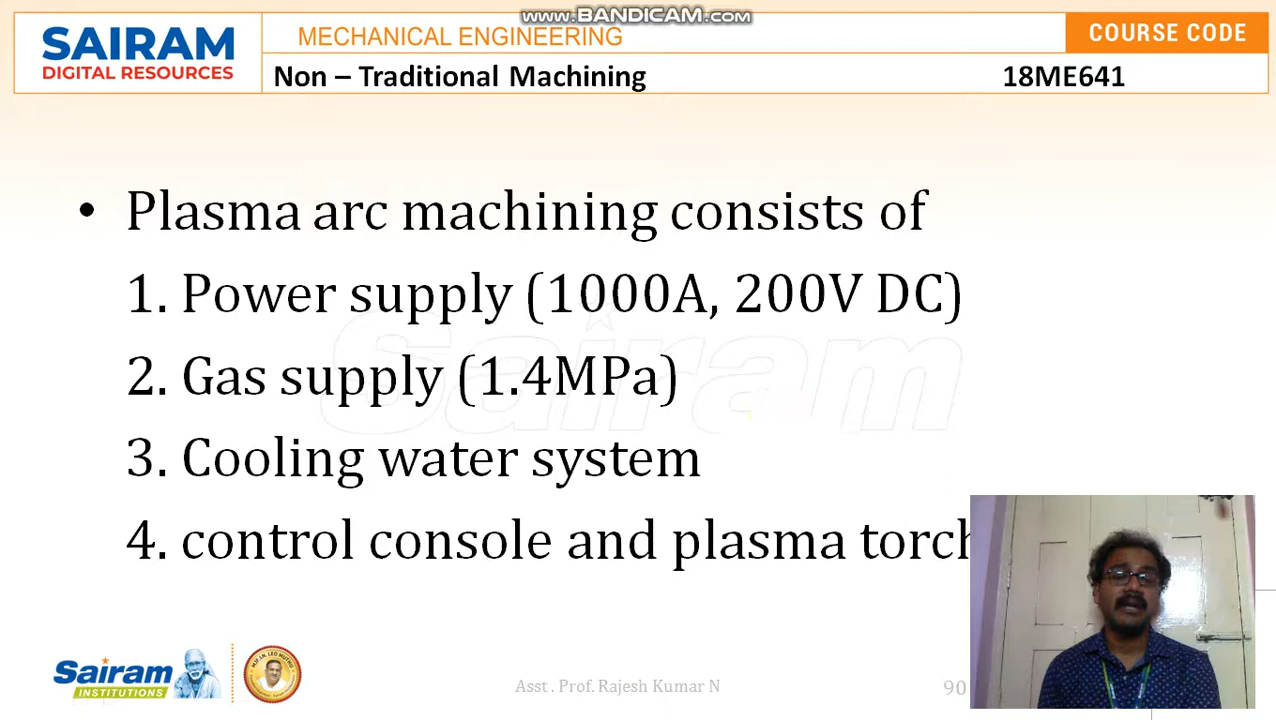 www.BANDICAM.com
SAIRAM
DIGITAL RESOURCES
MECHANICAL ENGINEERING
COURSE CODE
Non – Traditional Machining
18ME641
• Plasma arc machining consists of
1. Power supply (1000A, 200V DC)
2. Gas supply (1.4MPa)
3. Cooling water system
4. control console and plasma torch
Sairam
Sairam
INSTITUTIONS
Asst . Prof. Rajesh Kumar N
90